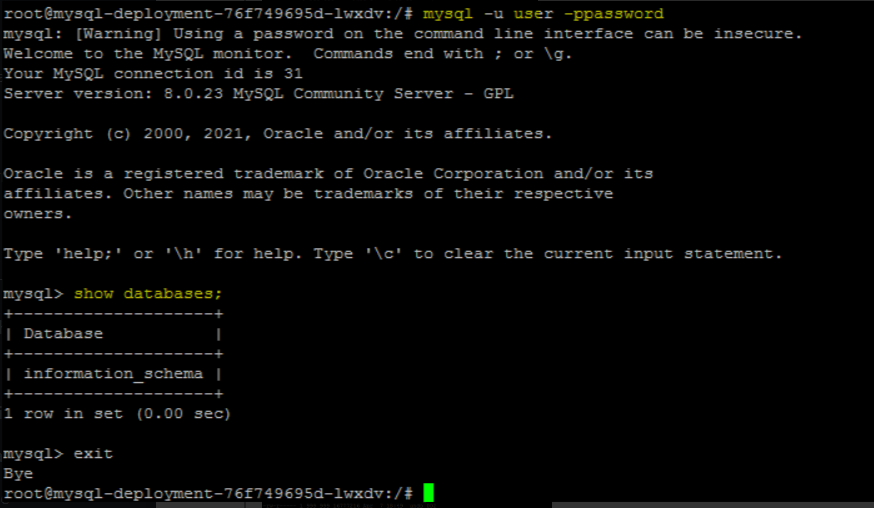 root@mysql-deployment-76f749695d-lwxdv:/# mysql -u user -ppassword
mysql: [Warning] Using a password on the command line interface can be insecure.
Welcome to the MySQL monitor.  Commands end with ; or \g.
Your MySQL connection id is 31
Server version: 8.0.23 MySQL Community Server - GPL

Copyright (c) 2000, 2021, Oracle and/or its affiliates.

Oracle is a registered trademark of Oracle Corporation and/or its
affiliates. Other names may be trademarks of their respective
owners.

Type 'help;' or '\h' for help. Type '\c' to clear the current input statement.

mysql> show databases;
+--------------------+
| Database           |
+--------------------+
| information_schema |
+--------------------+
1 row in set (0.00 sec)

mysql> exit
Bye
root@mysql-deployment-76f749695d-lwxdv:/#